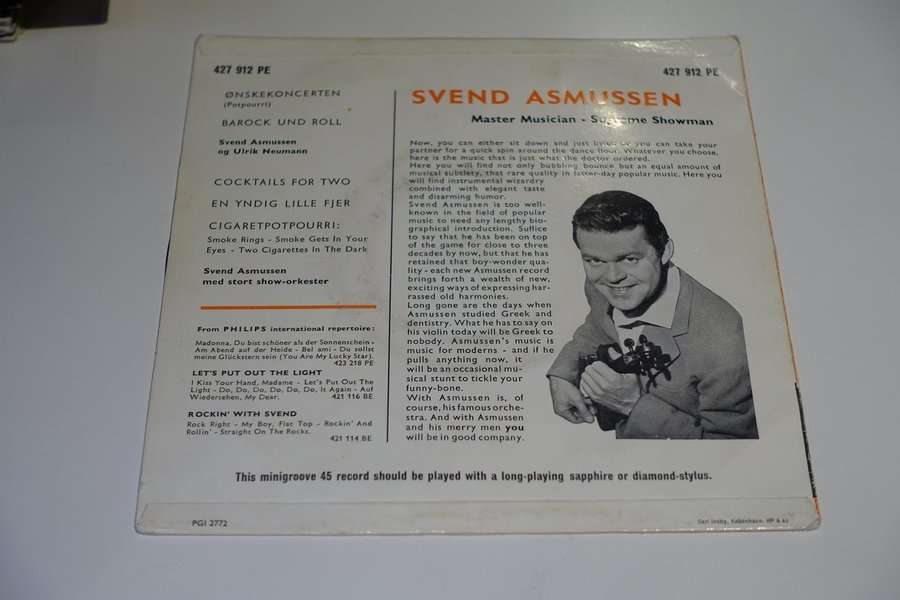 427 912 PE
427 912 PE
ØNSKEKONCERTEN
(Potpourri)
BAROCK UND ROLL
Svend Asmussen
og Ulrik Neumann
COCKTAILS FOR TWO
EN YNDIG LILLE FJER
CIGARETPOTPOURRI:
Smoke Rings - Smoke Gets In Your
Eyes - Two Cigarettes In The Dark
Svend Asmussen
med stort show-orkester
From PHILIPS international repertoire:
Madonna, Du bist schöner als der Sonnenschein -
Am Abend auf der Heide - Bel ami - Du sollst
meine Glückstern sein (You Are My Lucky Star).
423 218 PE
LET'S PUT OUT THE LIGHT
I Kiss Your Hand, Madame - Let's Put Out The
Light - Do, Do, Do, Do, Do, Do, It Again - Auf
Wiedersehen, My Dear. 421 116 BE
ROCKIN' WITH SVEND
Rock Right - My Boy, Flat Top - Rockin' And
Rollin' - Straight On The Rocks.
421 114 BE
SVEND ASMUSSEN
Master Musician - Supreme Showman
Now, you can either sit down and just listen or you can take your
partner for a quick spin around the dance floor. Whatever you choose,
here is the music that is just what the doctor ordered.
Here you will find not only bubbling bounce but an equal amount of
musical subtlety, that rare quality in latter-day popular music. Here you
will find instrumental wizardry
combined with elegant taste
and disarming humor.
Svend Asmussen is too well-
known in the field of popular
music to need any lengthy bio-
graphical introduction. Suffice
to say that he has been on top
of the game for close to three
decades by now, but that he has
retained that boy-wonder qua-
lity - each new Asmussen record
brings forth a wealth of new,
exciting ways of expressing har-
rassed old harmonies.
Long gone are the days when
Asmussen studied Greek and
dentistry. What he has to say on
his violin today will be Greek to
nobody. Asmussen's music is
music for moderns - and if he
pulls anything now, it
will be an occasional mu-
sical stunt to tickle your
funny-bone.
With Asmussen is, of
course, his famous orche-
stra. And with Asmussen
and his merry men you
will be in good company.
This minigroove 45 record should be played with a long-playing sapphire or diamond-stylus.
PGI 2772
København. HP & AJ